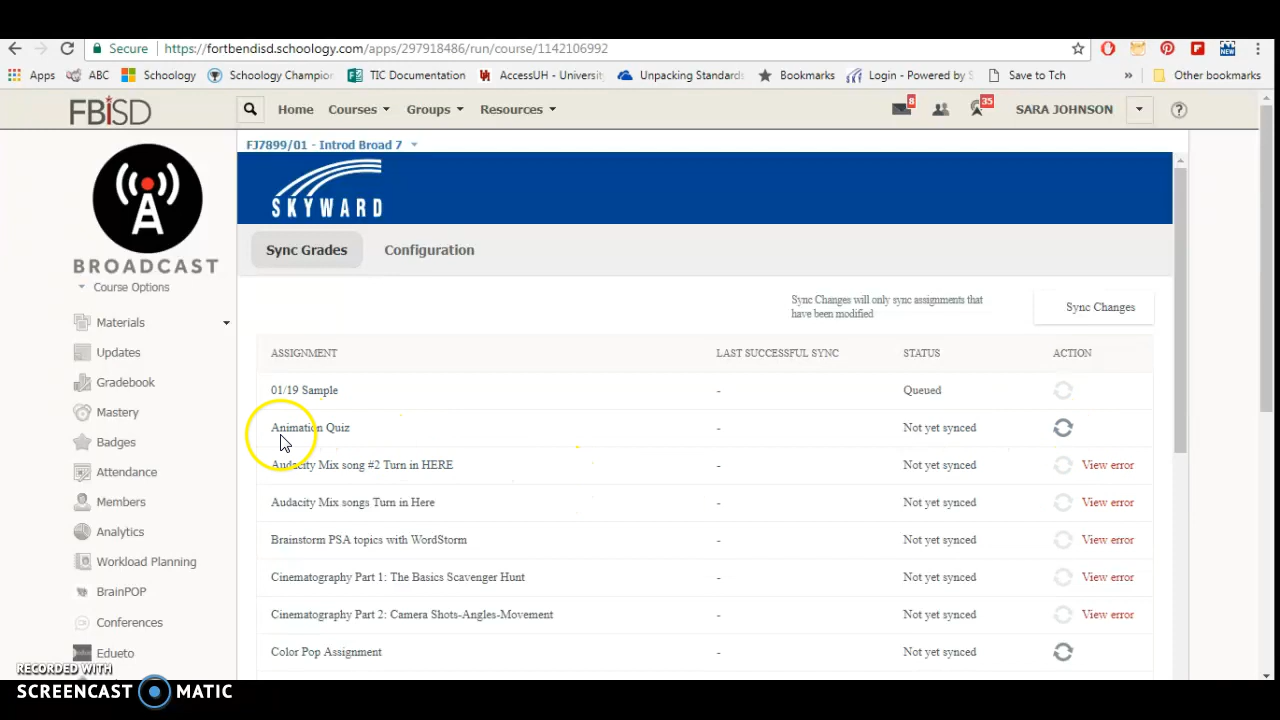 Secure https://fortbendisd.schoology.com/apps/297918486/run/course/1142106992
Apps ABC Schoology Schoology Champion TIC Documentation AccessUH - Universi Unpacking Standards Bookmarks Login - Powered by S Save to Tch » Other bookmarks
FBISD Home Courses Groups Resources 8 35 SARA JOHNSON ?
FJ7899/01 - Introd Broad 7
SKYWARD
BROADCAST
Course Options
Materials
Updates
Gradebook
Mastery
Badges
Attendance
Members
Analytics
Workload Planning
BrainPOP
Conferences
Edueto
Sync Grades Configuration
Sync Changes will only sync assignments that
have been modified
Sync Changes
ASSIGNMENT LAST SUCCESSFUL SYNC STATUS ACTION
01/19 Sample - Queued
Animation Quiz - Not yet synced
Audacity Mix song #2 Turn in HERE - Not yet synced View error
Audacity Mix songs Turn in Here - Not yet synced View error
Brainstorm PSA topics with WordStorm - Not yet synced View error
Cinematography Part 1: The Basics Scavenger Hunt - Not yet synced View error
Cinematography Part 2: Camera Shots-Angles-Movement - Not yet synced View error
Color Pop Assignment - Not yet synced
RECORDED WITH
SCREENCAST MATIC